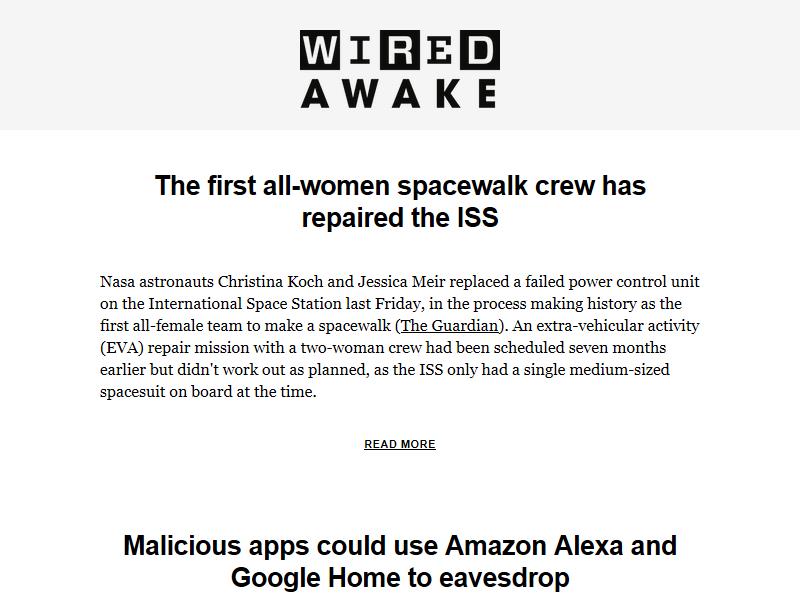 WIRED
AWAKE
The first all-women spacewalk crew has
repaired the ISS
Nasa astronauts Christina Koch and Jessica Meir replaced a failed power control unit
on the International Space Station last Friday, in the process making history as the
first all-female team to make a spacewalk (The Guardian). An extra-vehicular activity
(EVA) repair mission with a two-woman crew had been scheduled seven months
earlier but didn't work out as planned, as the ISS only had a single medium-sized
spacesuit on board at the time.
READ MORE
Malicious apps could use Amazon Alexa and
Google Home to eavesdrop